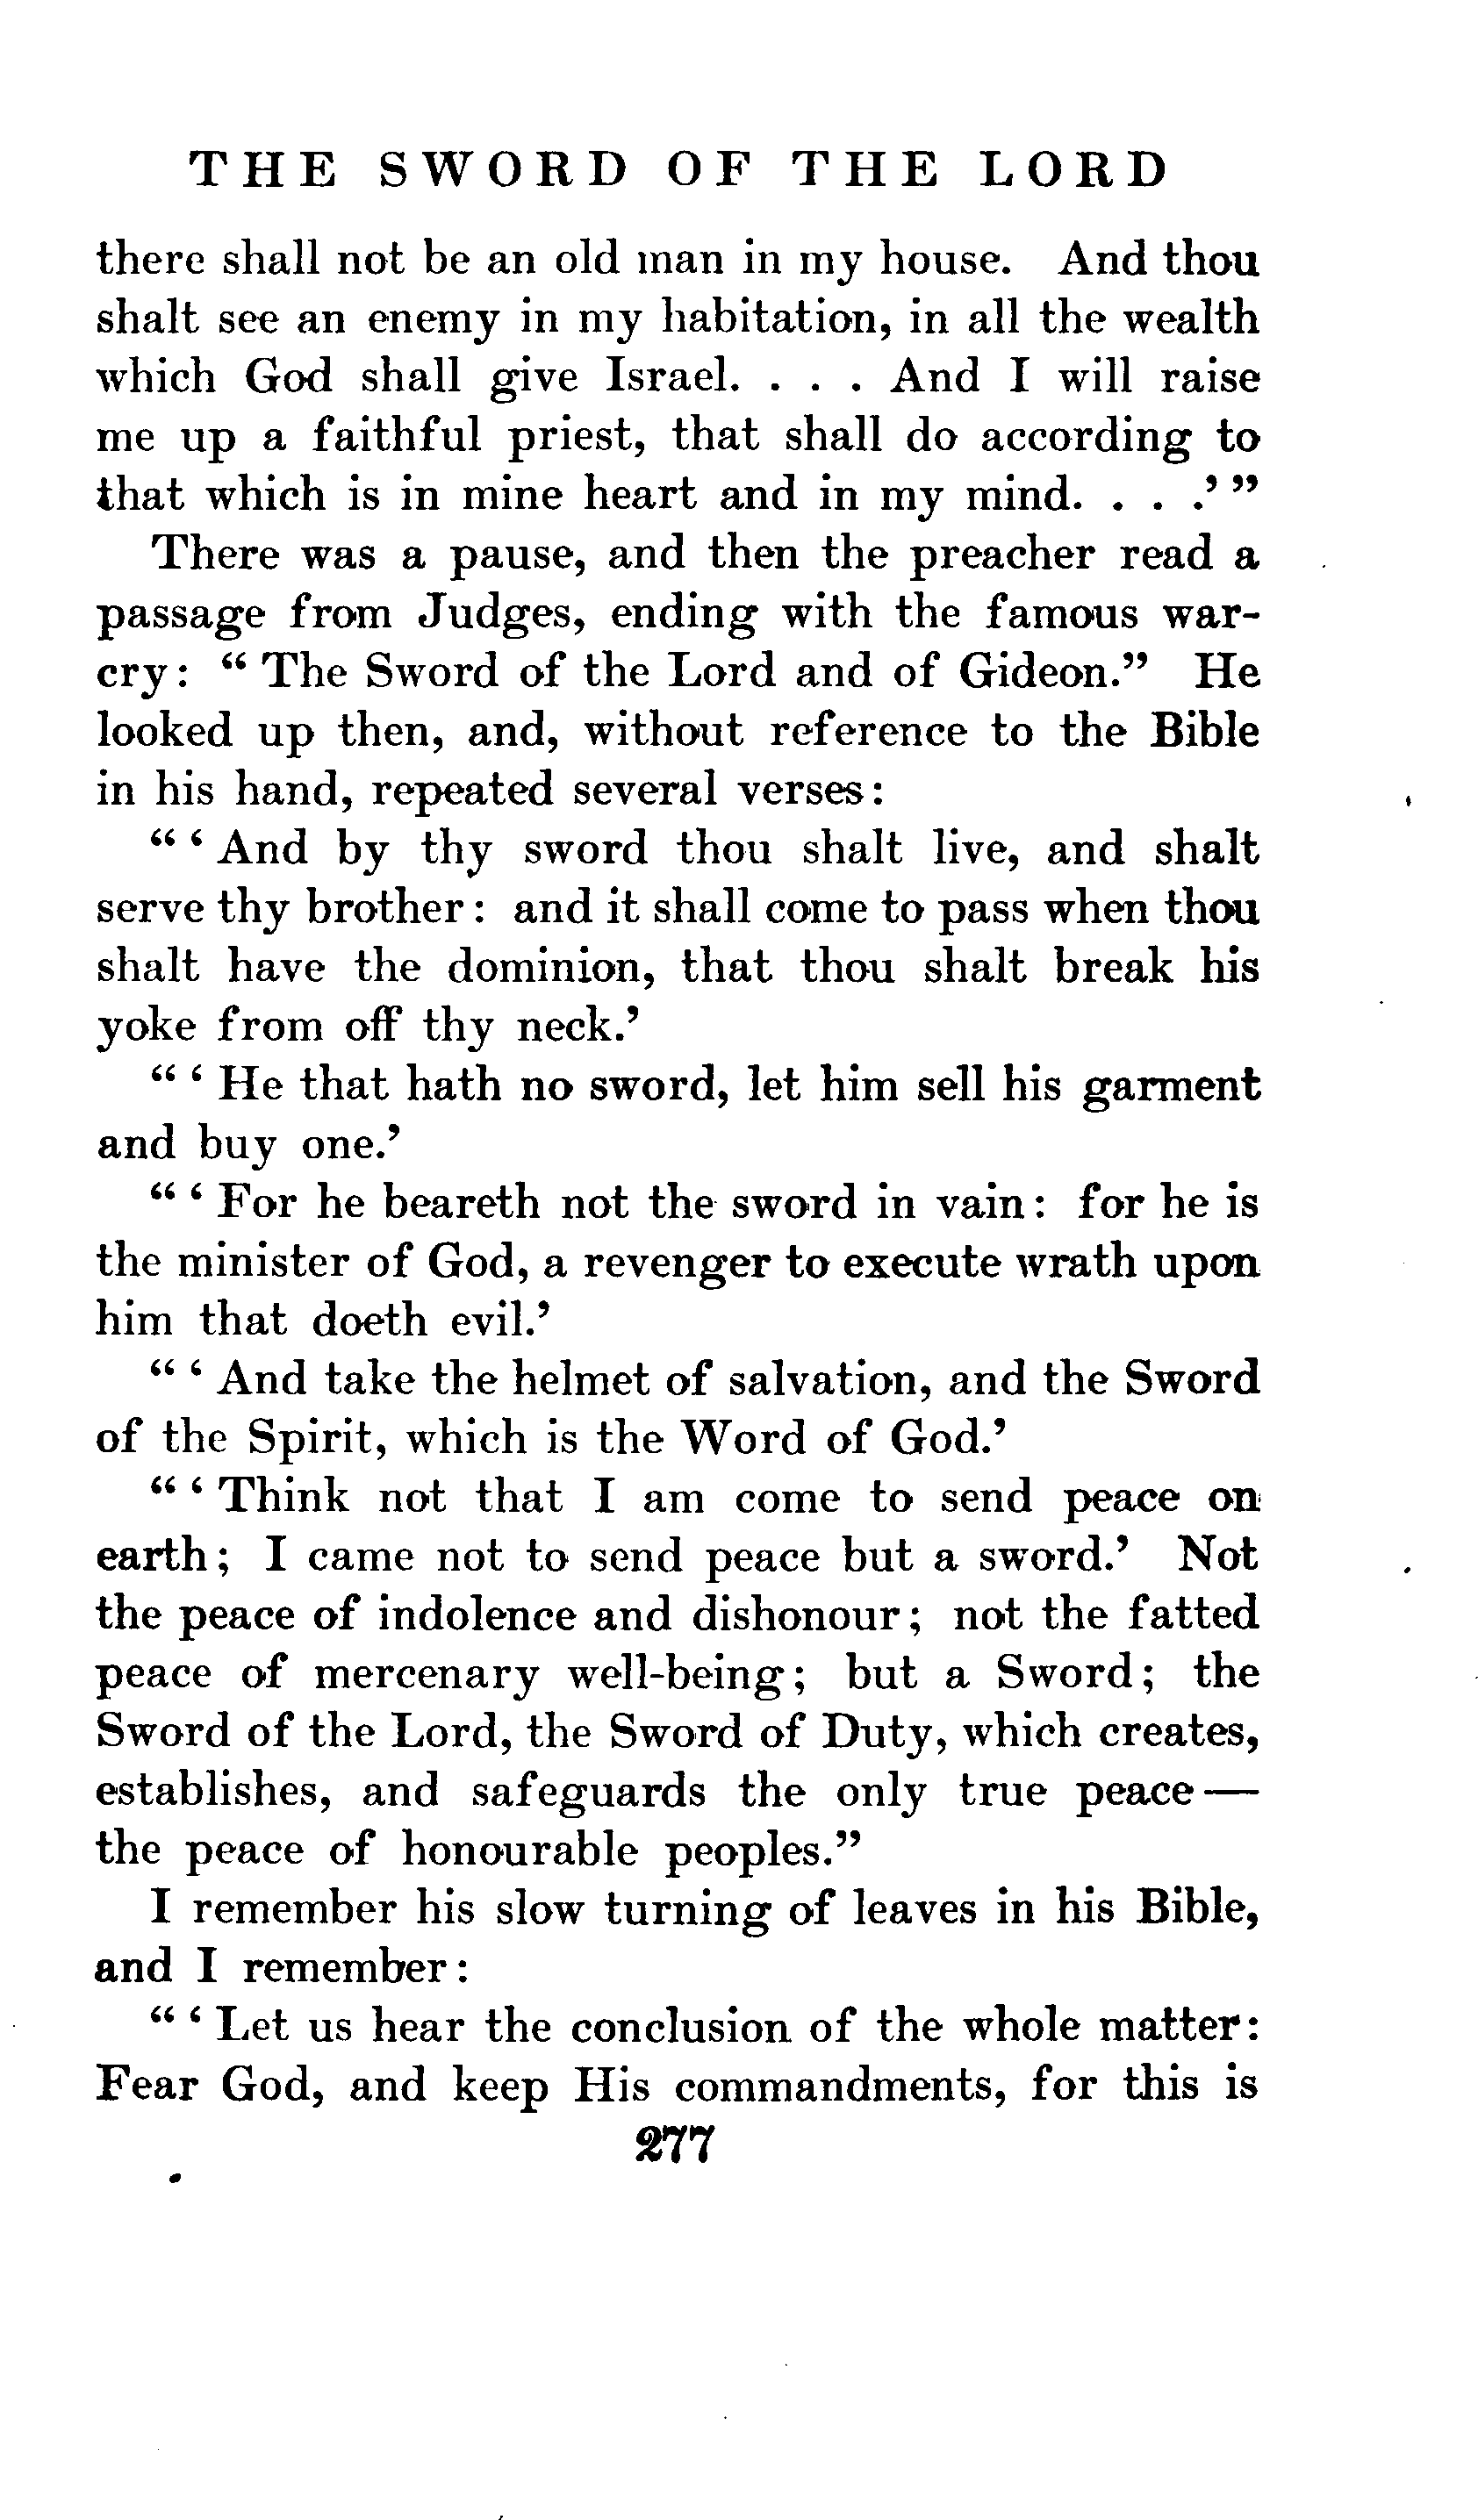 THE SWORD OF THE LORD
there shall not be an old man in my house. And thou
shalt see an enemy in my habitation, in all the wealth
which God shall give Israel. . . . And I will raise
me up a faithful priest, that shall do according to
that which is in mine heart and in my mind. . . .’ ”
There was a pause, and then the preacher read a
passage from Judges, ending with the famous war-
cry: “ The Sword of the Lord and of Gideon.” He
looked up then, and, without reference to the Bible
in his hand, repeated several verses:
“ ‘ And by thy sword thou shalt live, and shalt
serve thy brother: and it shall come to pass when thou
shalt have the dominion, that thou shalt break his
yoke from off thy neck.’
“ ‘ He that hath no sword, let him sell his garment
and buy one.’
“ ‘ For he beareth not the sword in vain: for he is
the minister of God, a revenger to execute wrath upon
him that doeth evil.’
“ ‘ And take the helmet of salvation, and the Sword
of the Spirit, which is the Word of God.’
“ ‘ Think not that I am come to send peace on
earth; I came not to send peace but a sword.’ Not
the peace of indolence and dishonour; not the fatted
peace of mercenary well-being; but a Sword; the
Sword of the Lord, the Sword of Duty, which creates,
establishes, and safeguards the only true peace—
the peace of honourable peoples.”
I remember his slow turning of leaves in his Bible,
and I remember:
“ ‘ Let us hear the conclusion of the whole matter:
Fear God, and keep His commandments, for this is
277